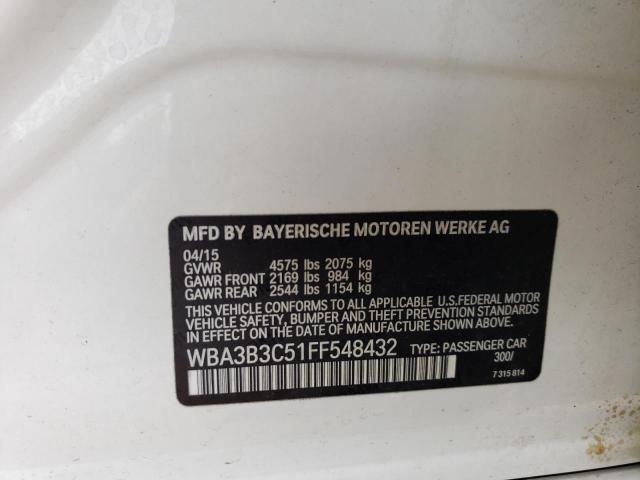 MFD BY BAYERISCHE MOTOREN WERKE AG
04/15
GVWR 4575 lbs 2075 kg
GAWR FRONT 2169 lbs 984 kg
GAWR REAR 2544 lbs 1154 kg
THIS VEHICLE CONFORMS TO ALL APPLICABLE U.S.FEDERAL MOTOR
VEHICLE SAFETY, BUMPER AND THEFT PREVENTION STANDARDS
IN EFFECT ON THE DATE OF MANUFACTURE SHOWN ABOVE.
WBA3B3C51FF548432 TYPE: PASSENGER CAR
300/
7 315 814